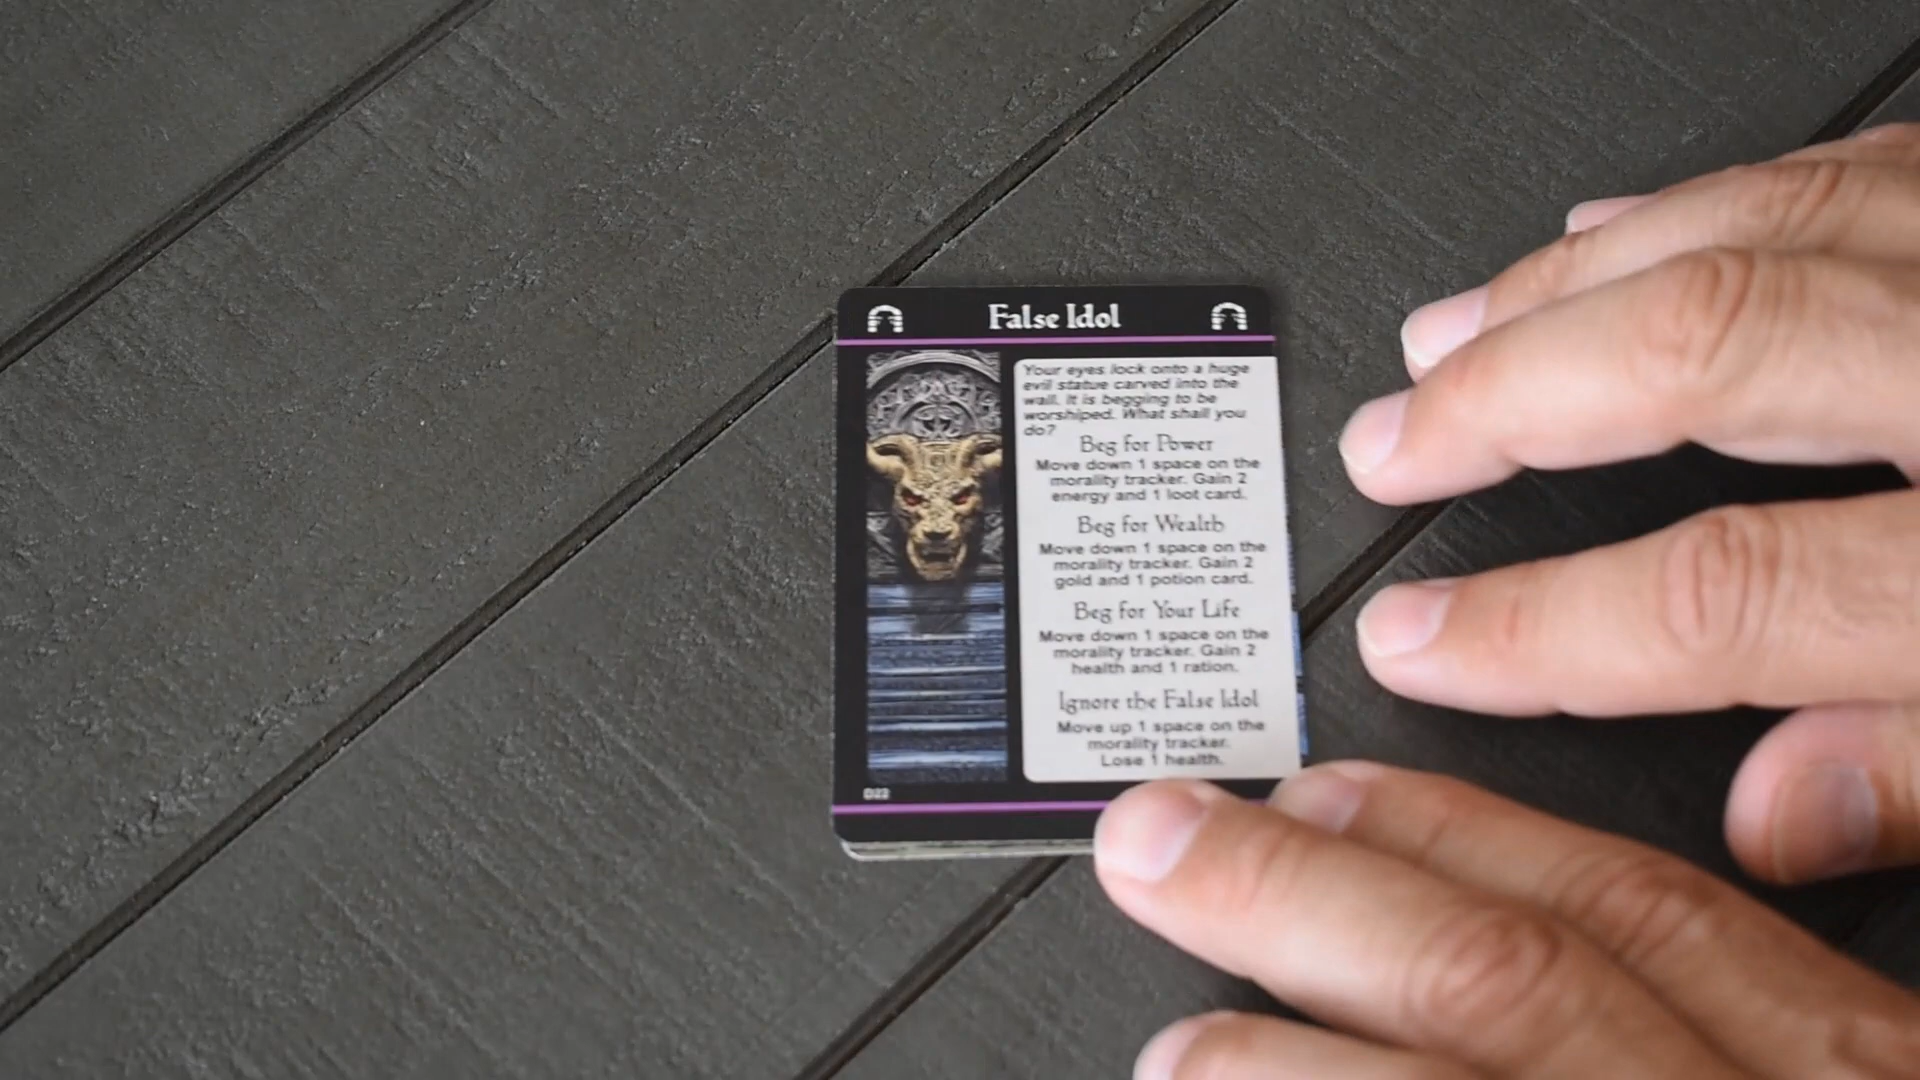 False Idol
Your eyes lock onto a huge
evil statue carved into the
wall. It is begging to be
worshiped. What shall you
do?
Beg for Power
Move down 1 space on the
morality tracker. Gain 2
energy and 1 loot card.
Beg for Wealth
Move down 1 space on the
morality tracker. Gain 2
gold and 1 potion card.
Beg for Your Life
Move down 1 space on the
morality tracker. Gain 2
health and 1 ration.
Ignore the False Idol
Move up 1 space on the
morality tracker.
Lose 1 health.
D22